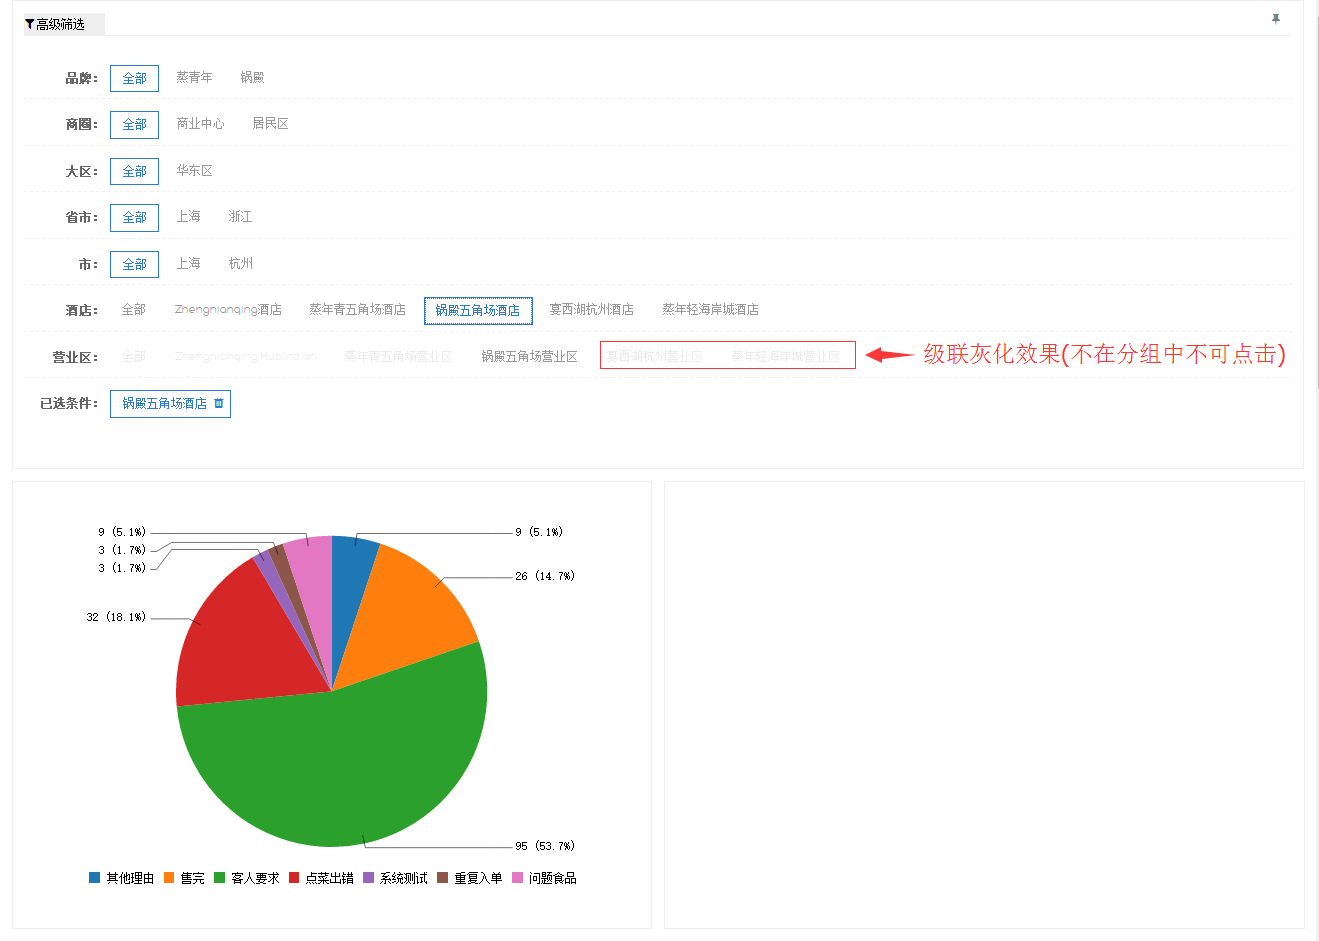 高级筛选
品牌： 全部 蒸青年 锅殿
商圈： 全部 商业中心 居民区
大区： 全部 华东区
省市： 全部 上海 浙江
市： 全部 上海 杭州
酒店： 全部 Zhengnianqing酒店 蒸年青五角场酒店 锅殿五角场酒店 宴西湖杭州酒店 蒸年轻海岸城酒店
营业区： 全部 Zhengnianqing Hubindian 蒸年青五角场营业区 锅殿五角场营业区 宴西湖杭州营业区 蒸年轻海岸城营业区 级联灰化效果(不在分组中不可点击)
已选条件： 锅殿五角场酒店
9 (5.1%) 9 (5.1%)
3 (1.7%)
3 (1.7%) 26 (14.7%)
32 (18.1%)
95 (53.7%)
其他理由 售完 客人要求 点菜出错 系统测试 重复入单 问题食品